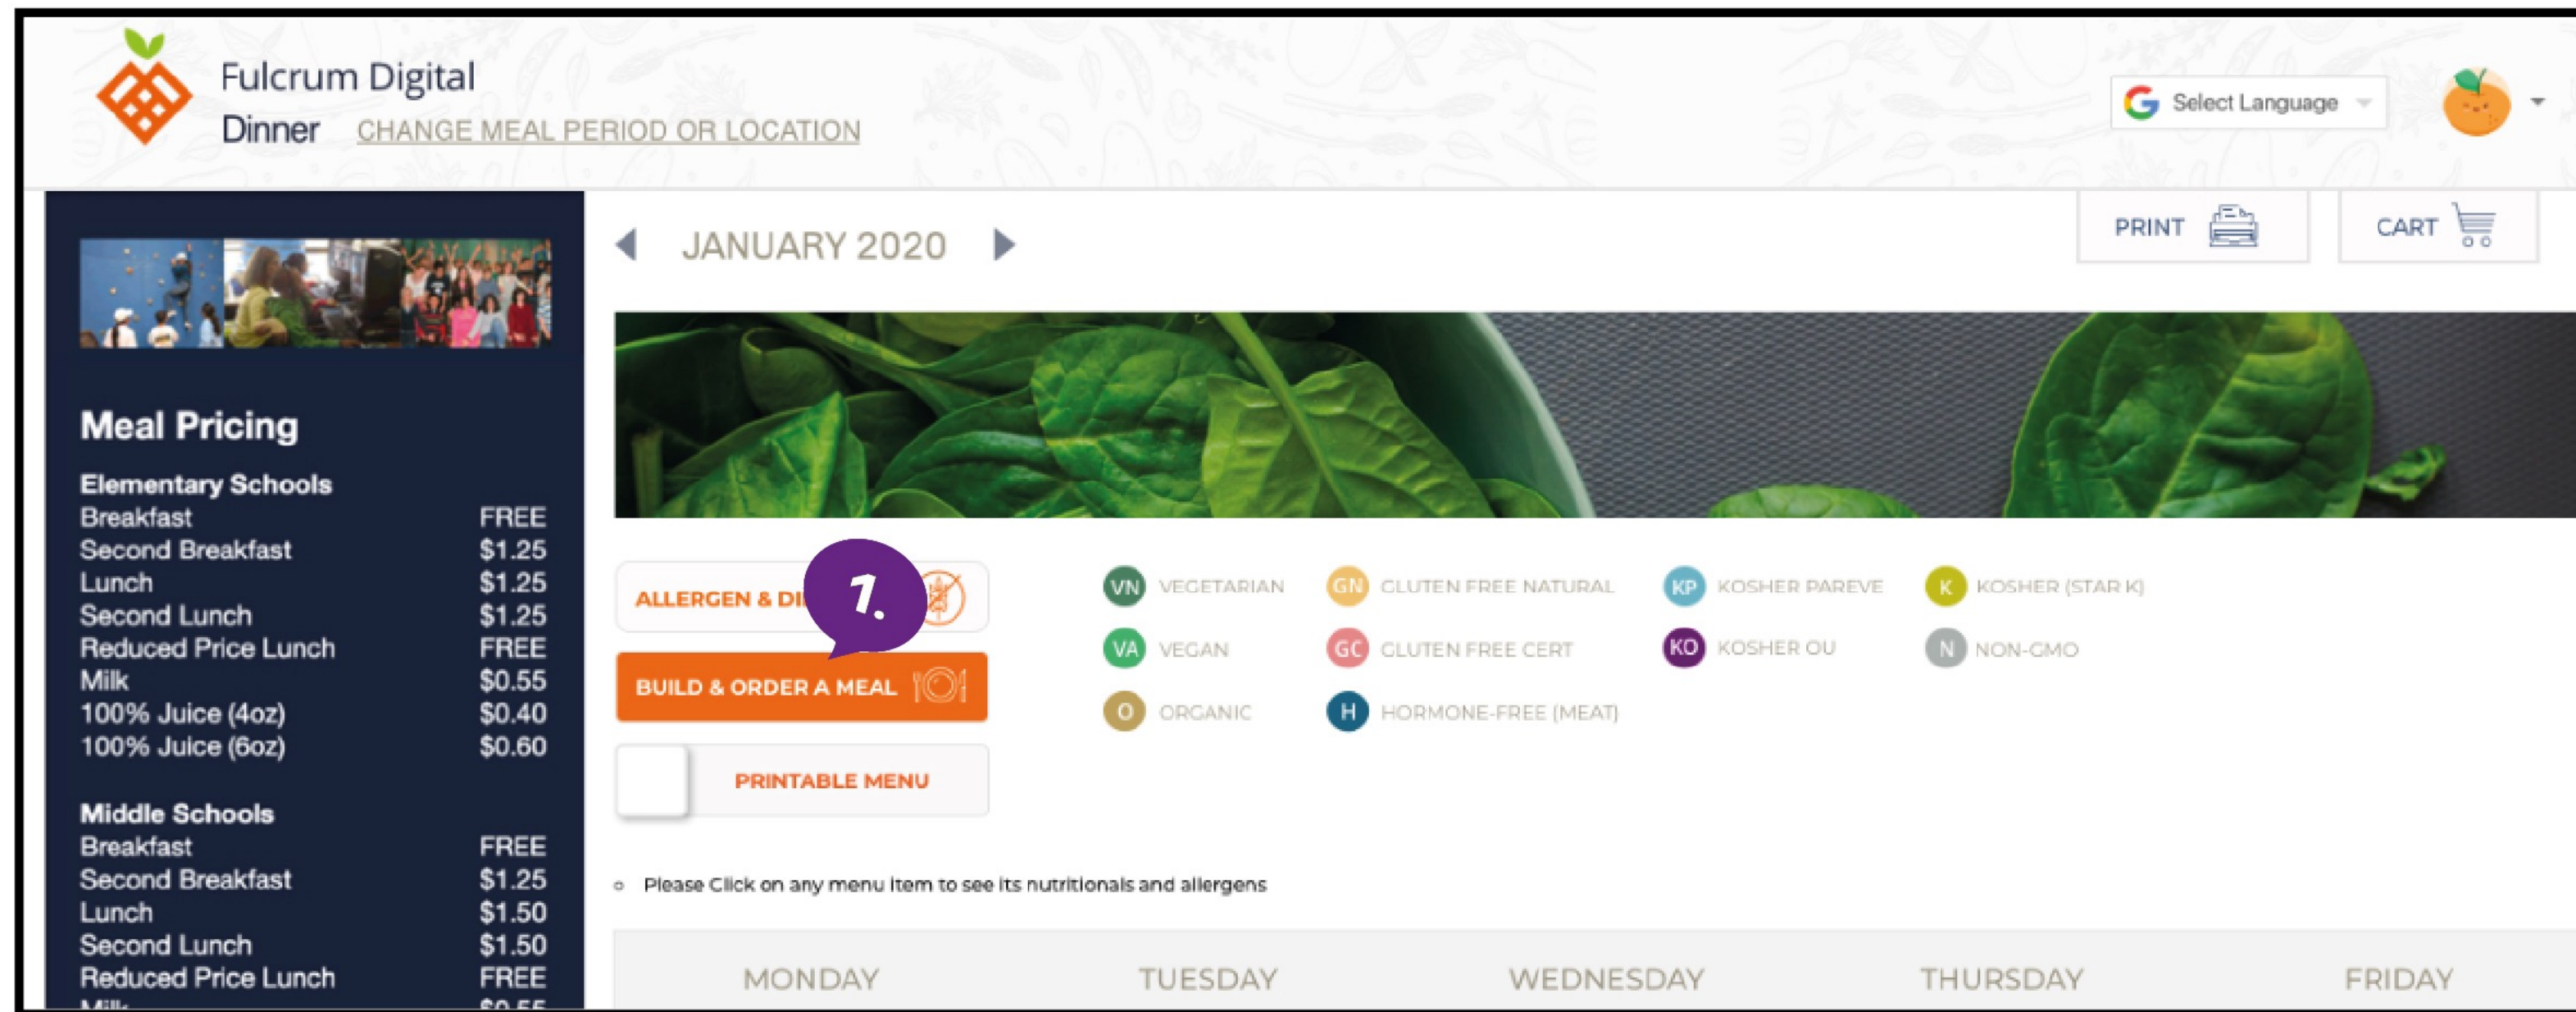 Fulcrum Digital
Dinner CHANGE MEAL PERIOD OR LOCATION
Select Language
JANUARY 2020
PRINT
CART
Meal Pricing
Elementary Schools
Breakfast FREE
Second Breakfast $1.25
Lunch $1.25
Second Lunch $1.25
Reduced Price Lunch FREE
Milk $0.55
100% Juice (4oz) $0.40
100% Juice (6oz) $0.60
Middle Schools
Breakfast FREE
Second Breakfast $1.25
Lunch $1.50
Second Lunch $1.50
Reduced Price Lunch FREE
Milk $0.55
ALLERGEN &
1.
BUILD & ORDER A MEAL
PRINTABLE MENU
VN VEGETARIAN GN GLUTEN FREE NATURAL KP KOSHER PAREVE K KOSHER (STAR K)
VA VEGAN GC GLUTEN FREE CERT KO KOSHER OU N NON-GMO
O ORGANIC H HORMONE-FREE (MEAT)
Please Click on any menu item to see its nutritionals and allergens
MONDAY TUESDAY WEDNESDAY THURSDAY FRIDAY